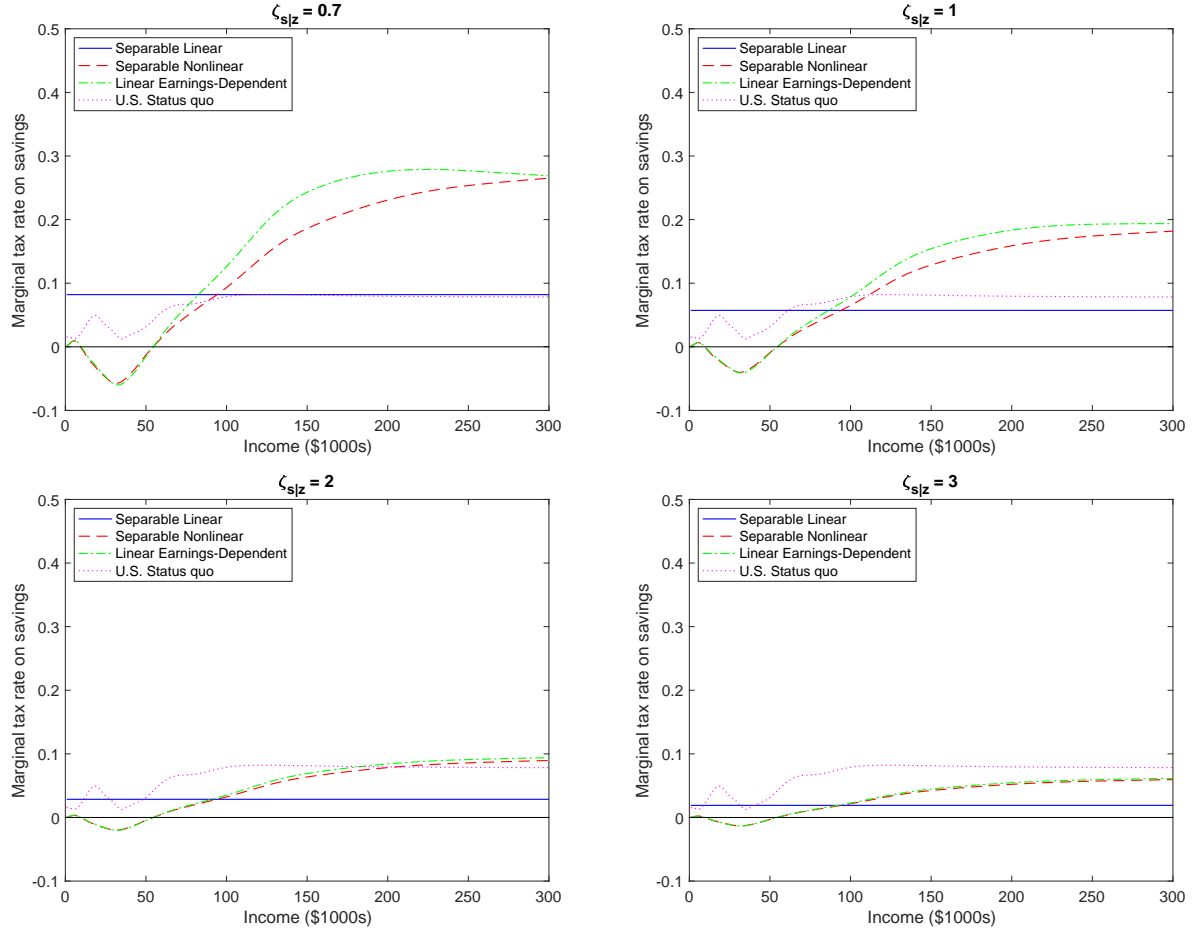 ζs|z = 0.7
Separable Linear
Separable Nonlinear
Linear Earnings-Dependent
U.S. Status quo
Marginal tax rate on savings
0.5
0.4
0.3
0.2
0.1
0
-0.1
0 50 100 150 200 250 300
Income ($1000s)
ζs|z = 1
Separable Linear
Separable Nonlinear
Linear Earnings-Dependent
U.S. Status quo
Marginal tax rate on savings
0.5
0.4
0.3
0.2
0.1
0
-0.1
0 50 100 150 200 250 300
Income ($1000s)
ζs|z = 2
Separable Linear
Separable Nonlinear
Linear Earnings-Dependent
U.S. Status quo
Marginal tax rate on savings
0.5
0.4
0.3
0.2
0.1
0
-0.1
0 50 100 150 200 250 300
Income ($1000s)
ζs|z = 3
Separable Linear
Separable Nonlinear
Linear Earnings-Dependent
U.S. Status quo
Marginal tax rate on savings
0.5
0.4
0.3
0.2
0.1
0
-0.1
0 50 100 150 200 250 300
Income ($1000s)